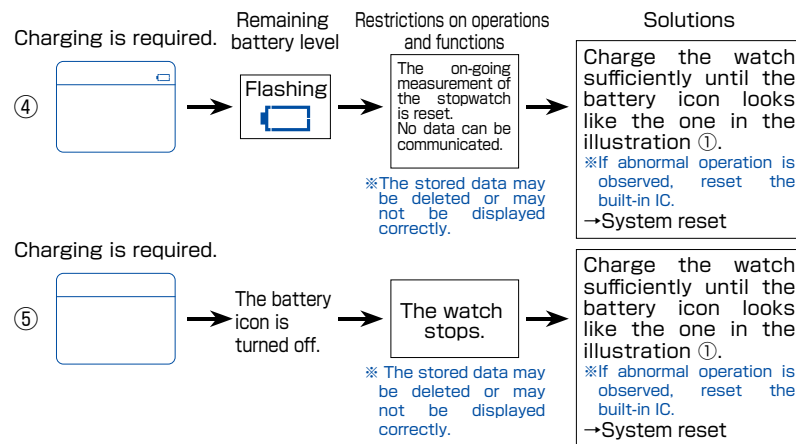 Remaining battery level
Restrictions on operations and functions
Solutions
Charging is required.
④
Flashing
The on-going
measurement of
the stopwatch
is reset.
No data can be
communicated.
※The stored data may
be deleted or may
not be displayed
correctly.
Charge the watch
sufficiently until the
battery icon looks
like the one in the
illustration ①.
※If abnormal operation is
observed, reset the
built-in IC.
→System reset
Charging is required.
⑤
The battery
icon is
turned off.
The watch
stops.
※ The stored data may
be deleted or may
not be displayed
correctly.
Charge the watch
sufficiently until the
battery icon looks
like the one in the
illustration ①.
※If abnormal operation is
observed, reset the
built-in IC.
→System reset